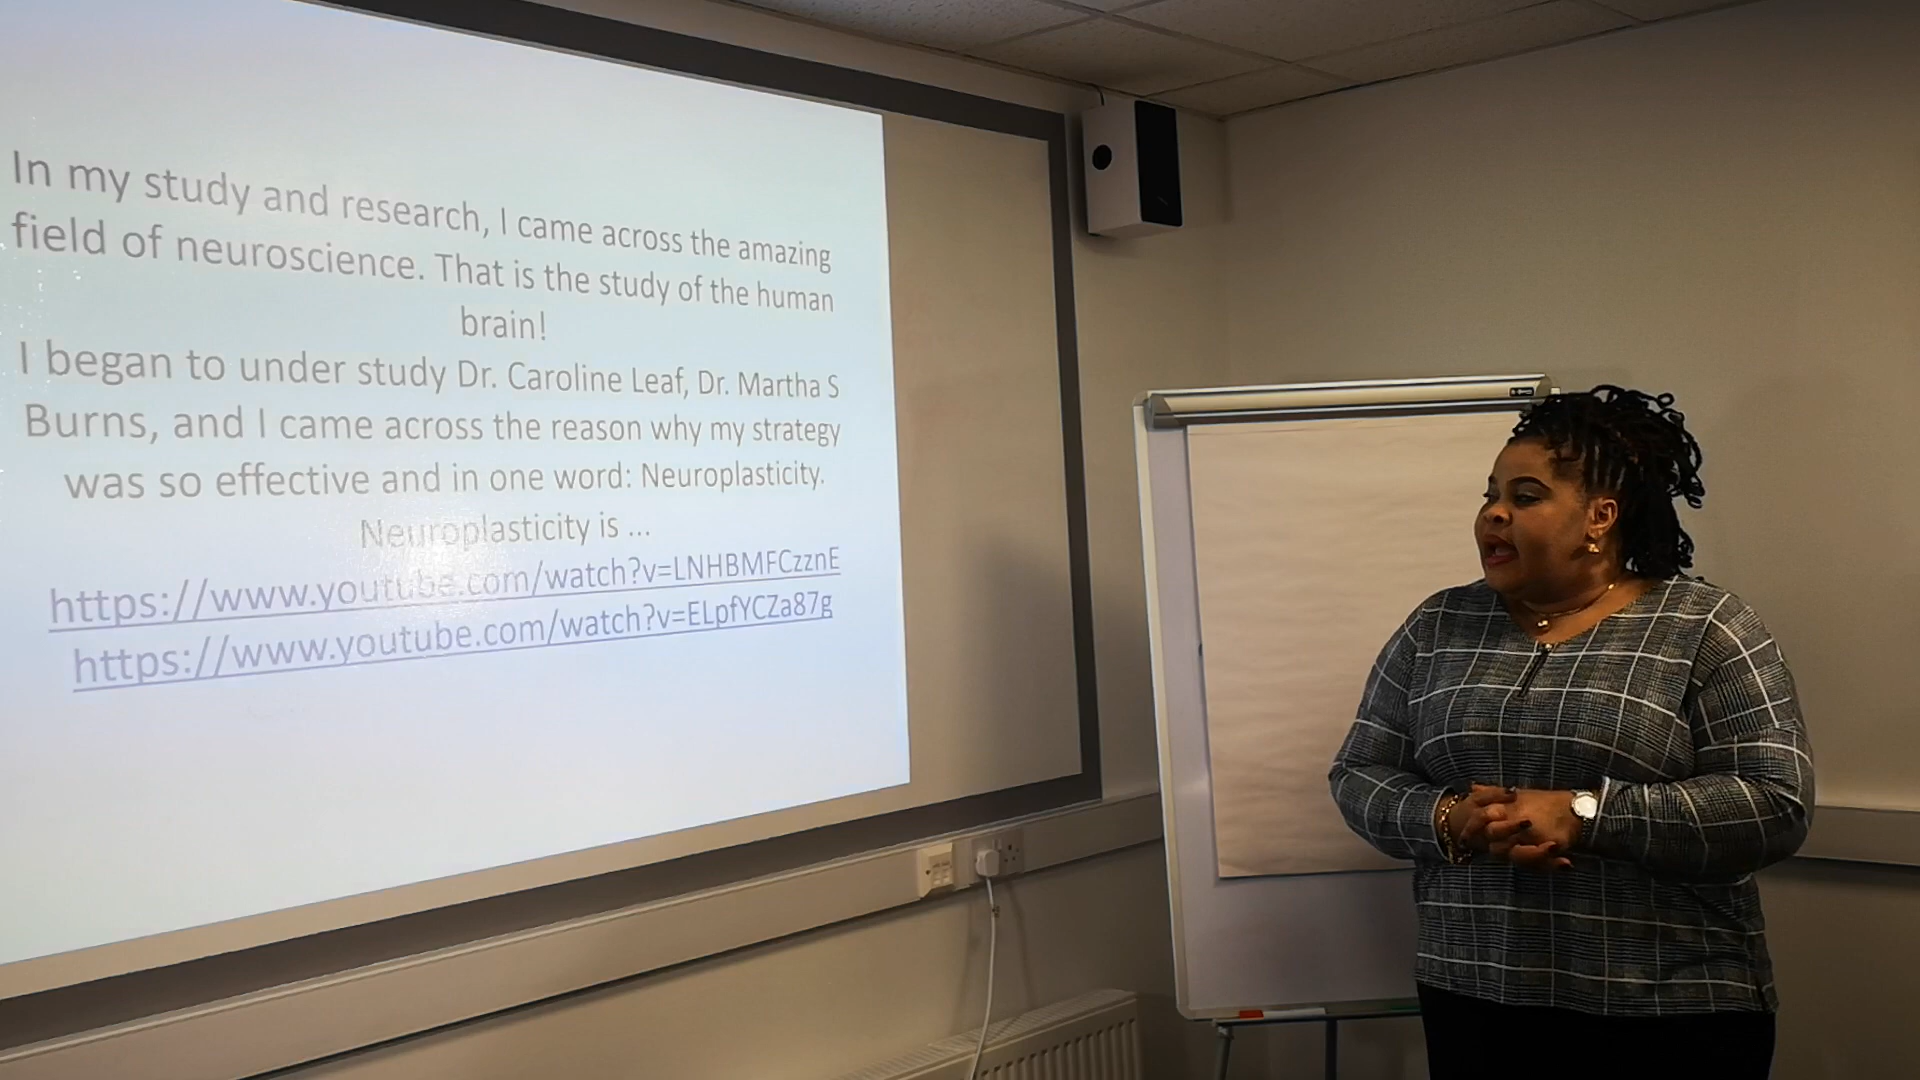 In my study and research, I came across the amazing
field of neuroscience. That is the study of the human
brain!
I began to under study Dr. Caroline Leaf, Dr. Martha S
Burns, and I came across the reason why my strategy
was so effective and in one word: Neuroplasticity.
Neuroplasticity is ...
https://www.youtube.com/watch?v=LNHBMFCzznE
https://www.youtube.com/watch?v=ELpfYCZa87g